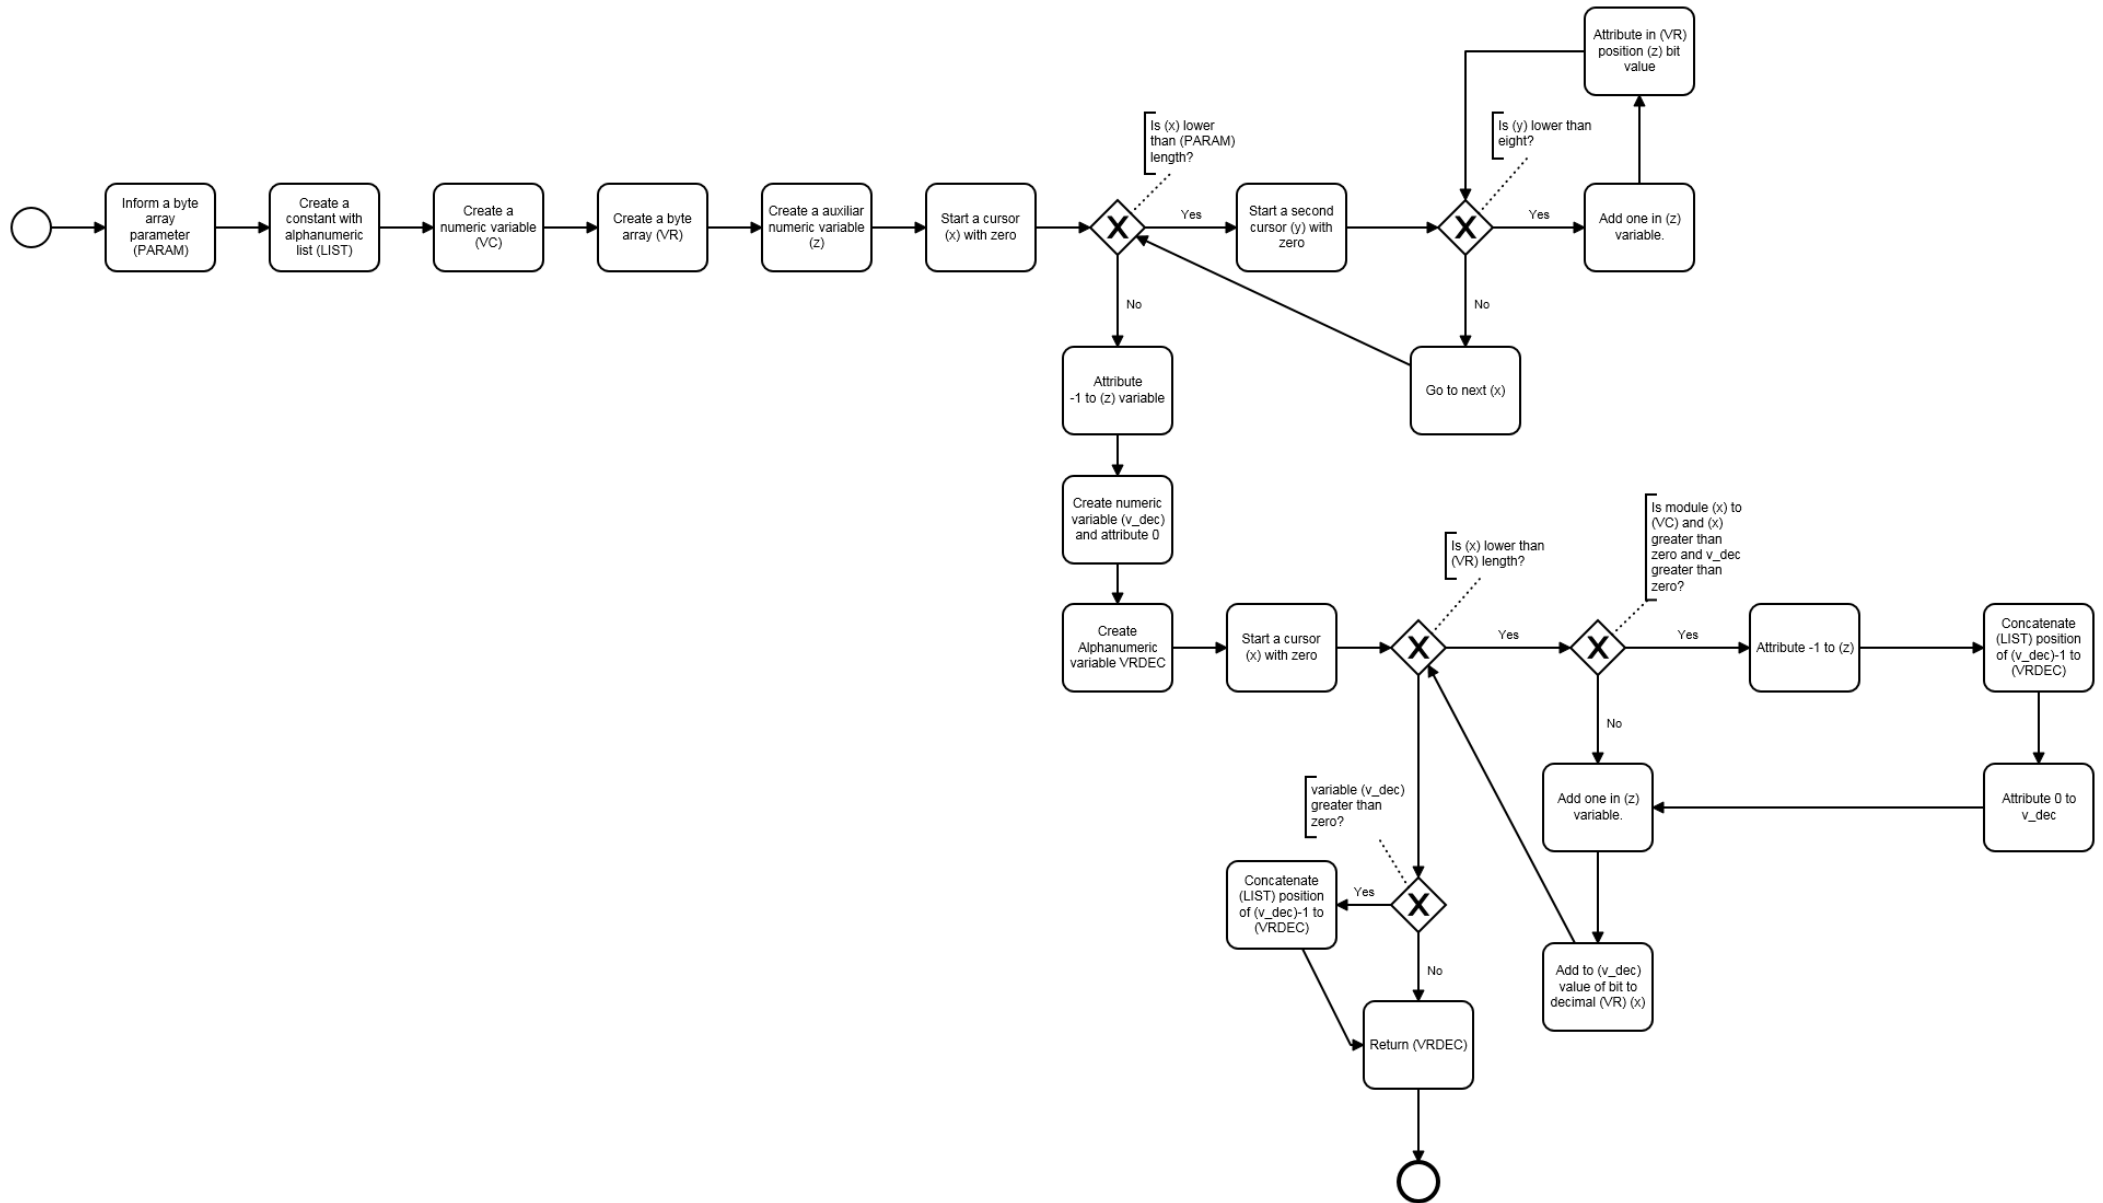 Attribute in (VR)
position (z) bit
value
Is (x) lower
than (PARAM)
length?
Is (y) lower than
eight?
Inform a byte
array
parameter
(PARAM)
Create a
constant with
alphanumeric
list (LIST)
Create a
numeric variable
(VC)
Create a byte
array (VR)
Create a auxiliar
numeric variable
(z)
Start a cursor
(x) with zero
X
Yes
Start a second
cursor (y) with
zero
X
Yes
Add one in (z)
variable.
No
No
Attribute
-1 to (z) variable
Go to next (x)
Create numeric
variable (v_dec)
and attribute 0
Is (x) lower than
(VR) length?
Is module (x) to
(VC) and (x)
greater than
zero and v_dec
greater than
zero?
Create
Alphanumeric
variable VRDEC
Start a cursor
(x) with zero
X
Yes
X
Yes
Attribute -1 to (z)
Concatenate
(LIST) position
of (v_dec)-1 to
(VRDEC)
No
variable (v_dec)
greater than
zero?
Add one in (z)
variable.
Attribute 0 to
v_dec
Concatenate
(LIST) position
of (v_dec)-1 to
(VRDEC)
Yes
X
No
Add to (v_dec)
value of bit to
decimal (VR) (x)
Return (VRDEC)